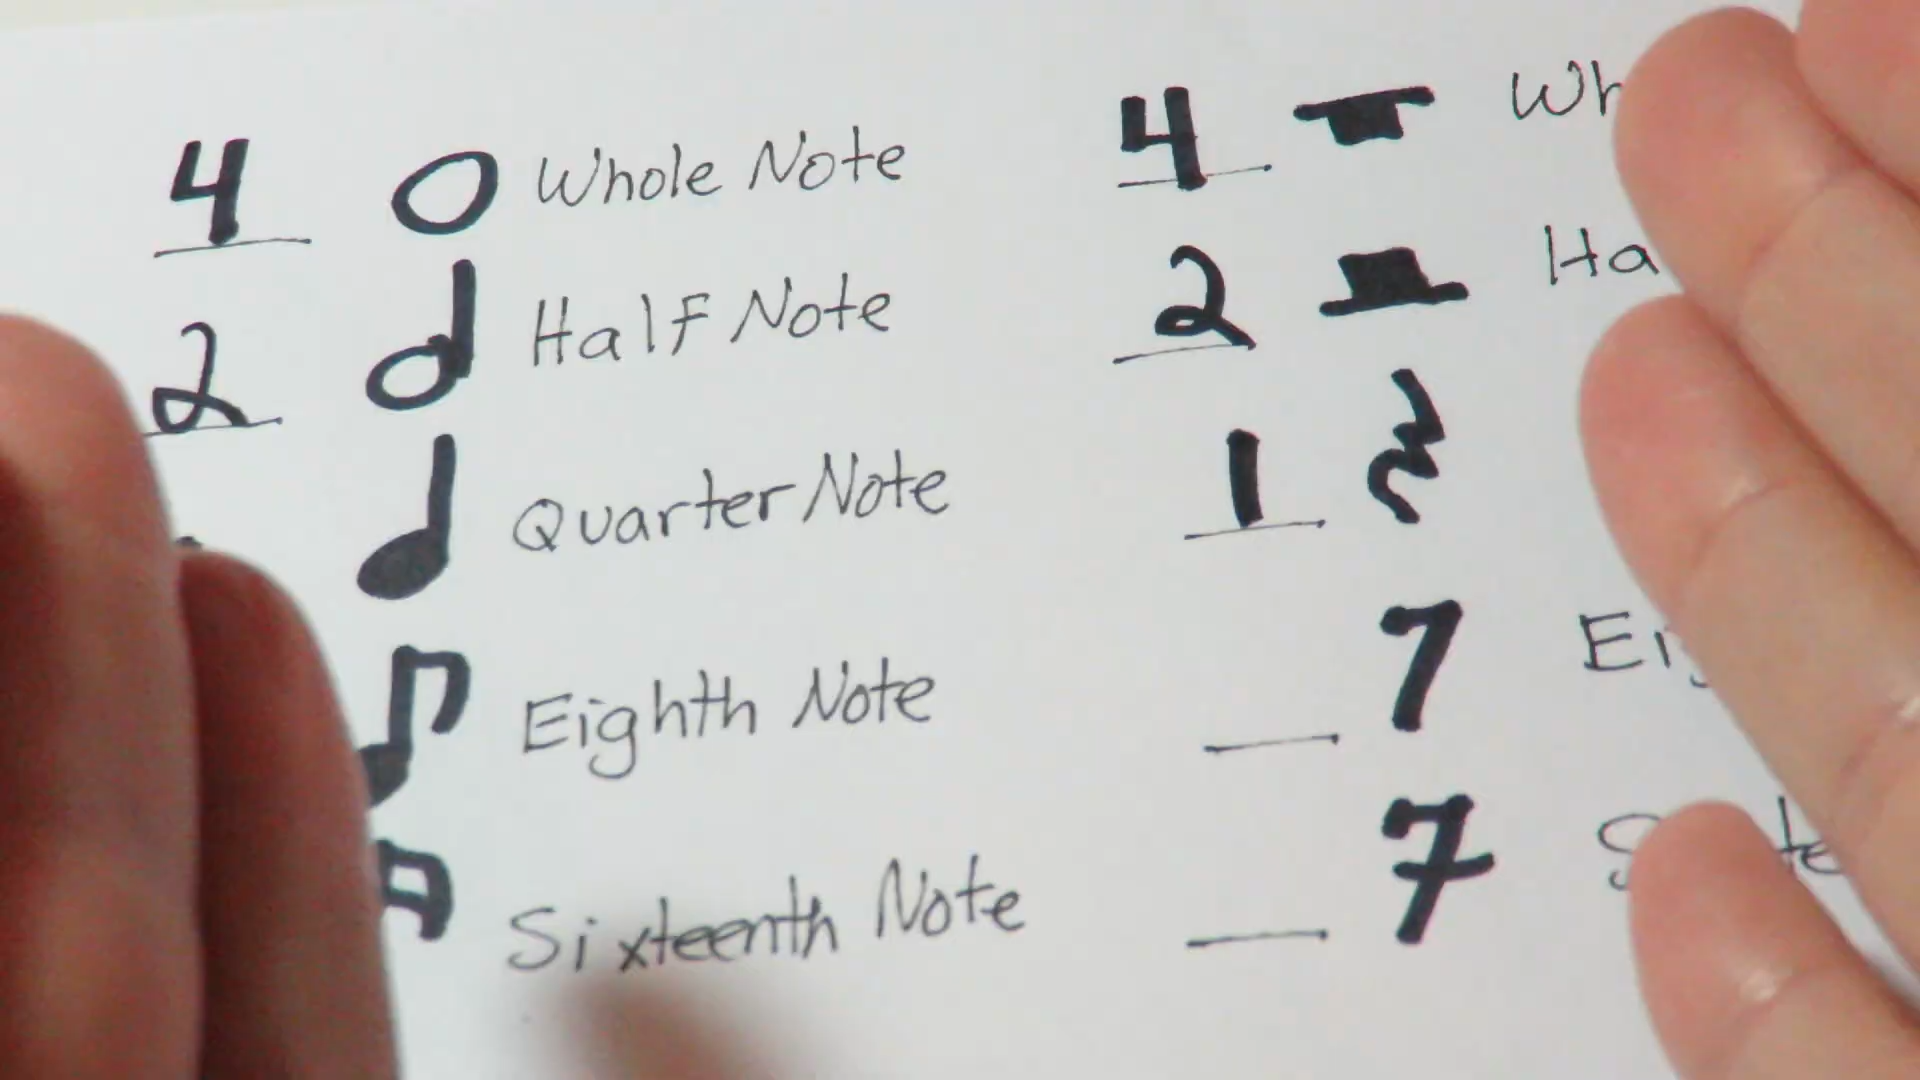 4 Whole Note
2 Half Note
Quarter Note
Eighth Note
Sixteenth Note
4
2
1